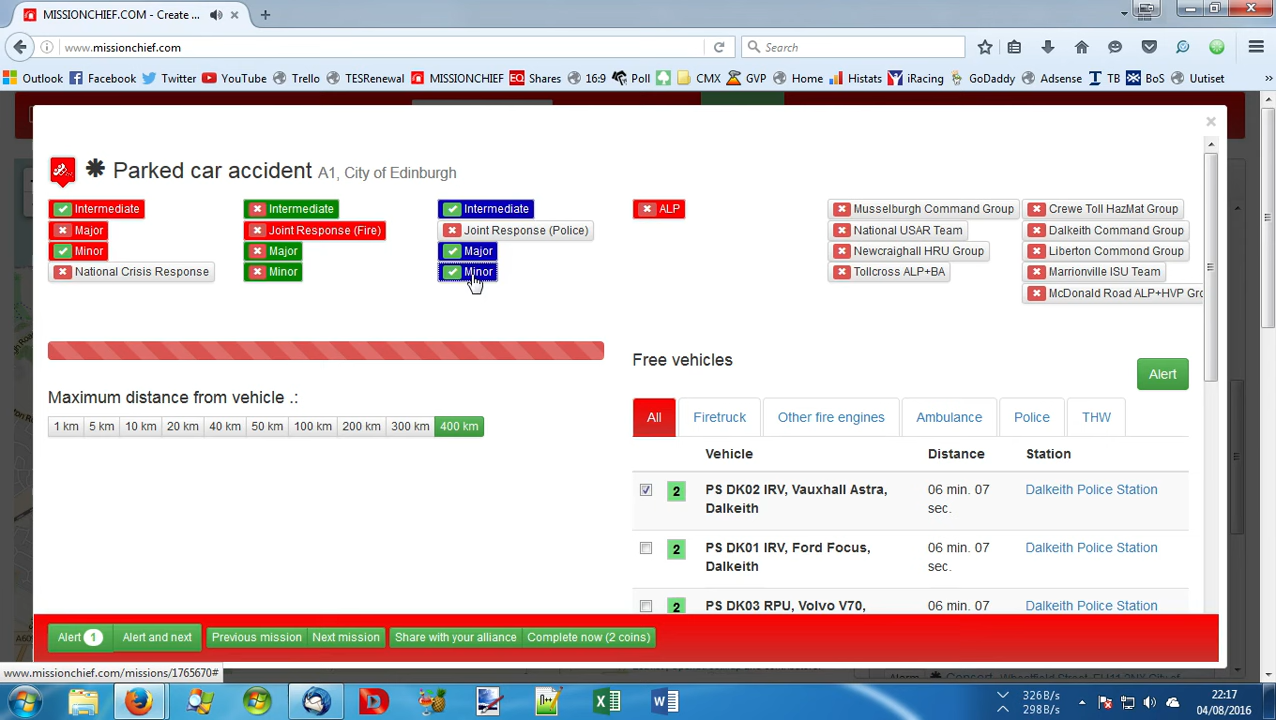 MISSIONCHIEF.COM - Create ...
www.missionchief.com
Search
Outlook Facebook Twitter YouTube Trello TESRenewal MISSIONCHIEF EQ Shares 16:9 Poll CMX GVP Home Histats iRacing GoDaddy Adsense TB BoS Uutiset »
Parked car accident A1, City of Edinburgh
Intermediate Intermediate Intermediate ALP Musselburgh Command Group Crewe Toll HazMat Group
Major Joint Response (Fire) Joint Response (Police) National USAR Team Dalkeith Command Group
Minor Major Major Newcraighall HRU Group Liberton Commond Group
National Crisis Response Minor Minor Tollcross ALP+BA Marrionville ISU Team
McDonald Road ALP+HVP Gro
Free vehicles
Alert
Maximum distance from vehicle .:
1 km 5 km 10 km 20 km 40 km 50 km 100 km 200 km 300 km 400 km
All Firetruck Other fire engines Ambulance Police THW
Vehicle Distance Station
2 PS DK02 IRV, Vauxhall Astra, Dalkeith 06 min. 07 sec. Dalkeith Police Station
2 PS DK01 IRV, Ford Focus, Dalkeith 06 min. 07 sec. Dalkeith Police Station
2 PS DK03 RPU, Volvo V70, 06 min. 07 Dalkeith Police Station
Alert 1 Alert and next Previous mission Next mission Share with your alliance Complete now (2 coins)
www.missionchief.com/missions/1765670#
326B/s
298B/s
22:17
04/08/2016